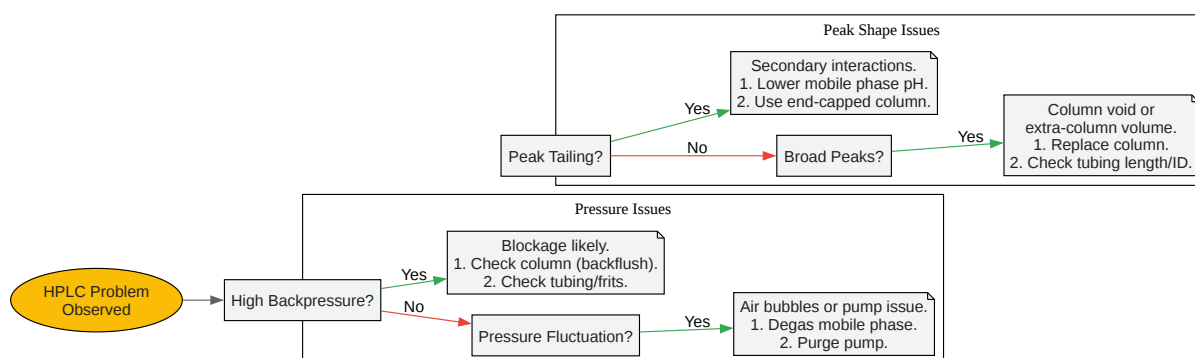 Peak Shape Issues
Secondary interactions.
1. Lower mobile phase pH.
2. Use end-capped column.
Yes
Peak Tailing?
No
Broad Peaks?
Yes
Column void or
extra-column volume.
1. Replace column.
2. Check tubing length/ID.
Pressure Issues
HPLC Problem
Observed
High Backpressure?
Yes
Blockage likely.
1. Check column (backflush).
2. Check tubing/frits.
No
Pressure Fluctuation?
Yes
Air bubbles or pump issue.
1. Degas mobile phase.
2. Purge pump.